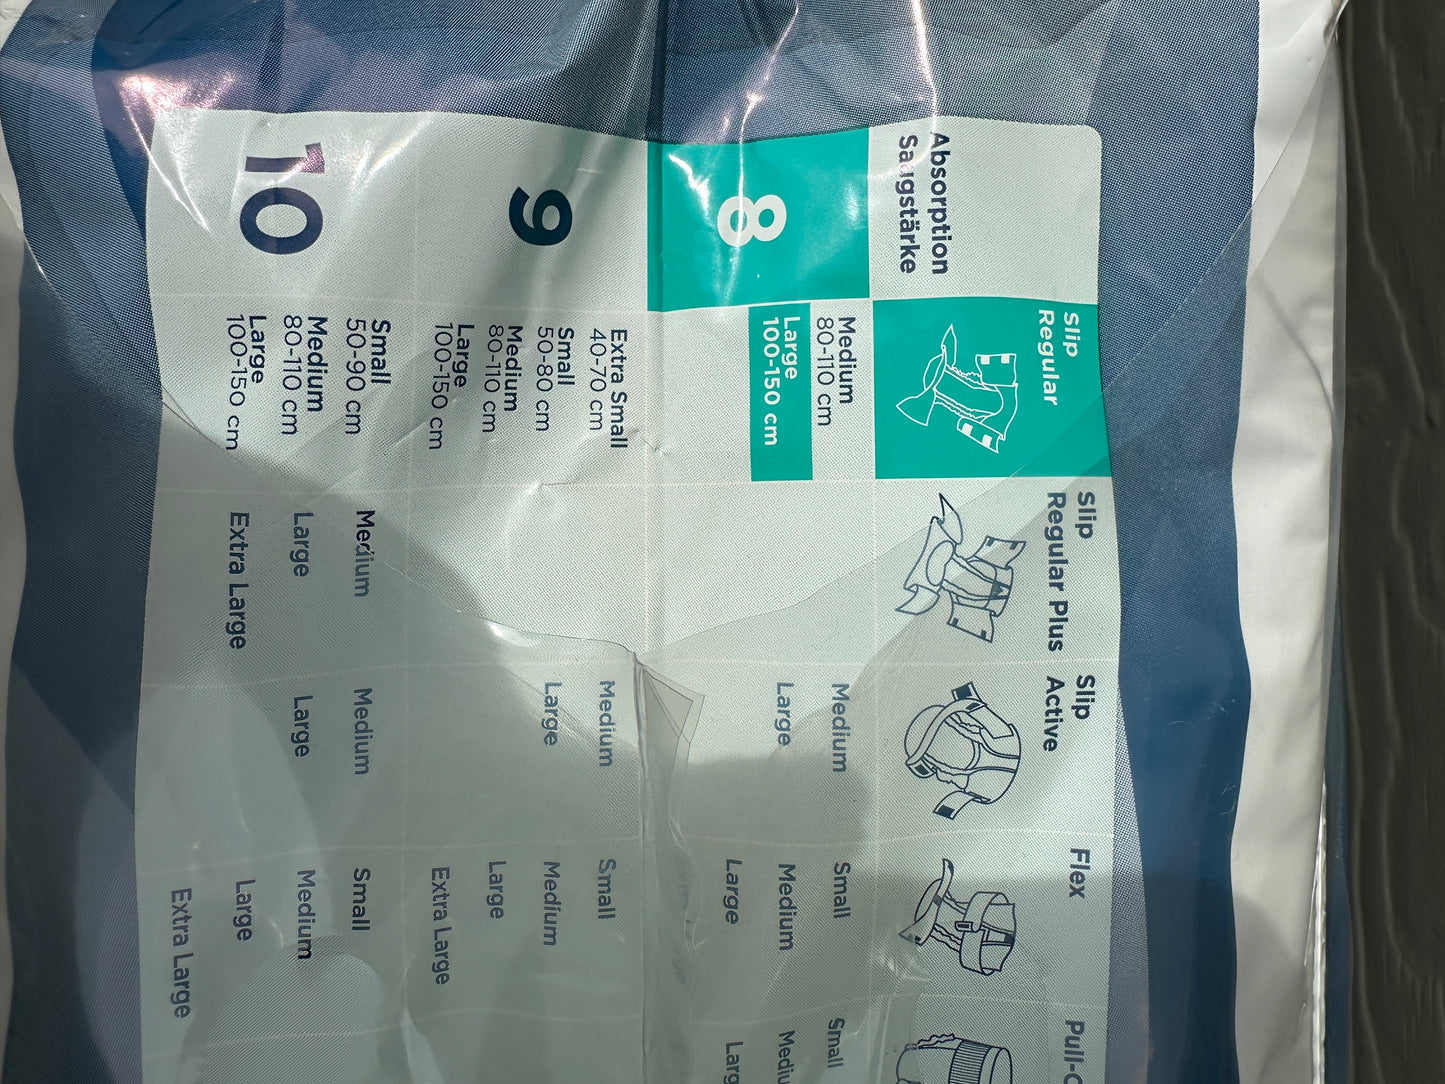 Absorption
Saugstärke
Slip
Regular
Slip
Regular Plus
Slip
Active
Flex
8
Medium
80-110 cm
Large
100-150 cm
Medium
Large
Small
Medium
Large
Small
9
Extra Small
40-70 cm
Small
50-80 cm
Medium
80-110 cm
Large
100-150 cm
Medium
Large
Small
Medium
Large
Extra Large
10
Small
50-90 cm
Medium
80-110 cm
Large
100-150 cm
Medium
Large
Extra Large
Medium
Large
Small
Medium
Large
Extra Large